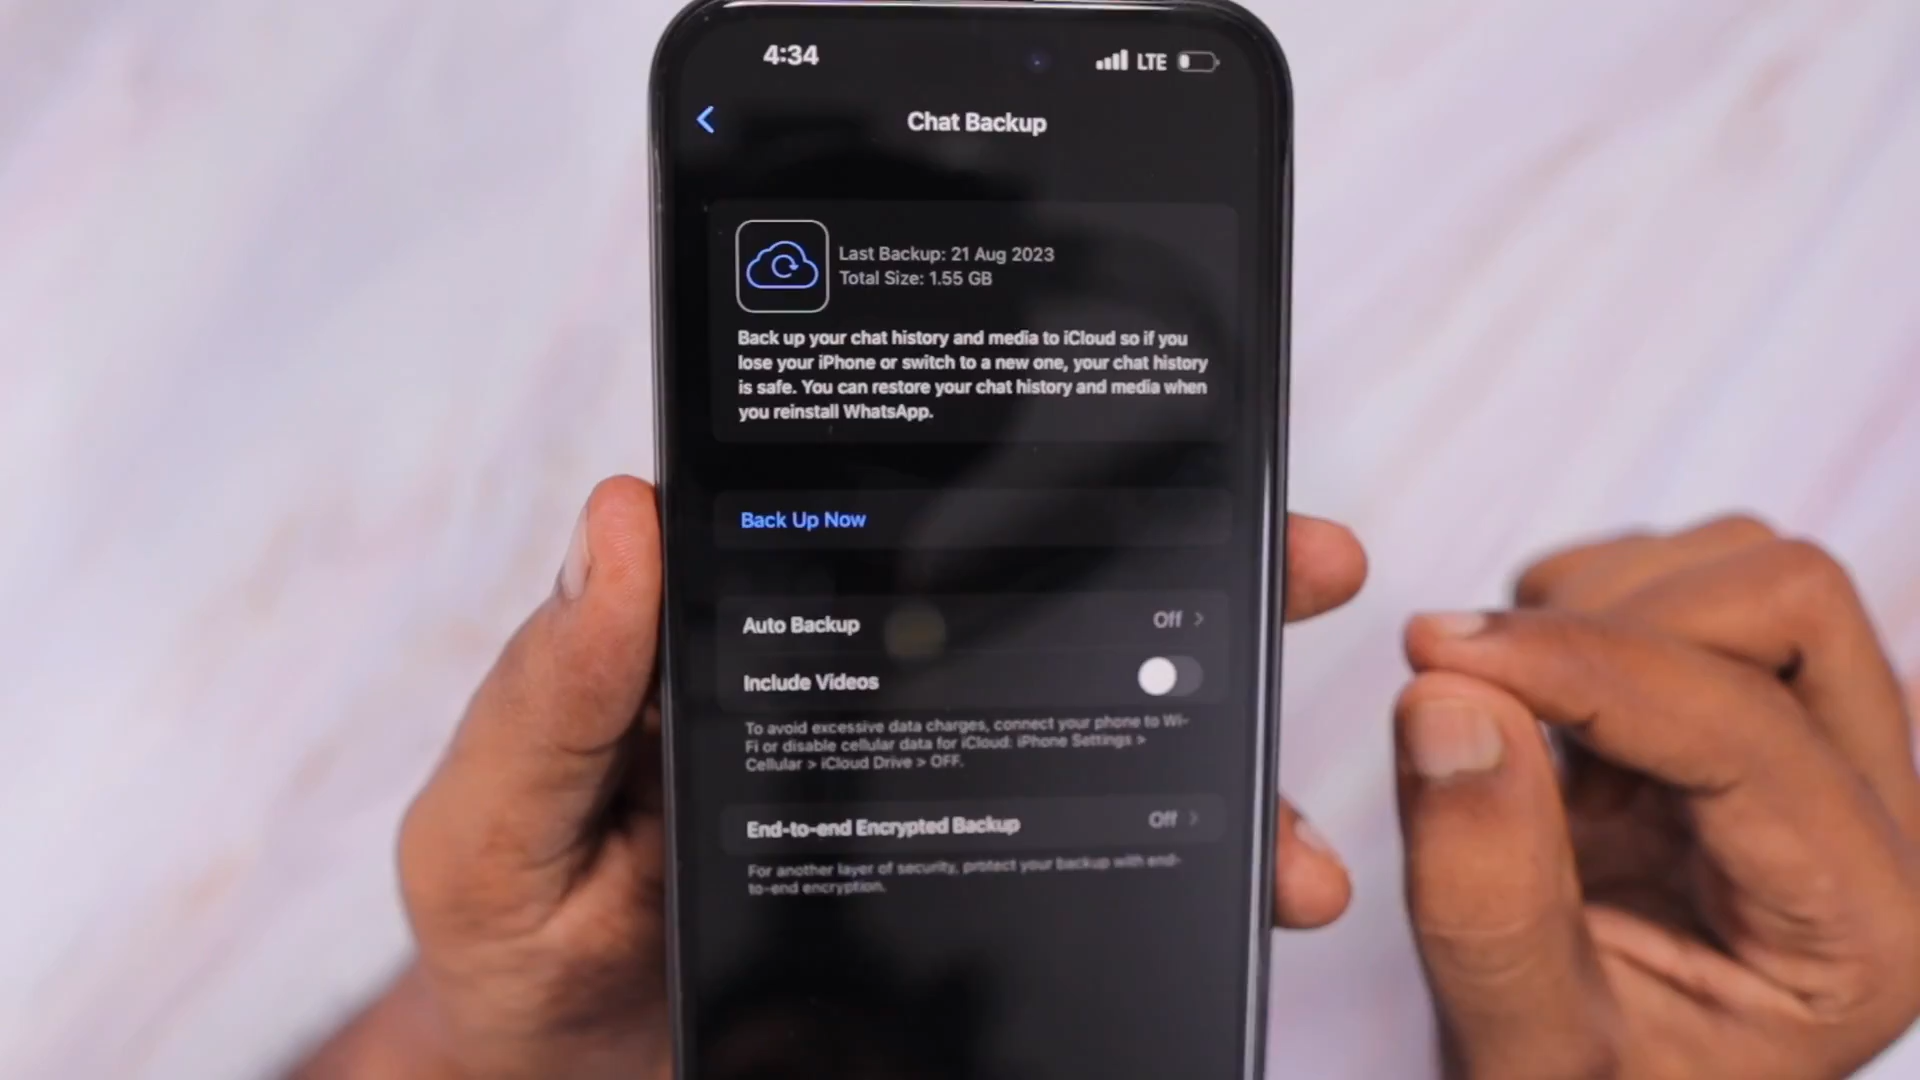 4:34
LTE
Chat Backup
Last Backup: 21 Aug 2023
Total Size: 1.55 GB
Back up your chat history and media to iCloud so if you
lose your iPhone or switch to a new one, your chat history
is safe. You can restore your chat history and media when
you reinstall WhatsApp.
Back Up Now
Auto Backup Off
Include Videos
To avoid excessive data charges, connect your phone to Wi-
Fi or disable cellular data for iCloud: iPhone Settings >
Cellular > iCloud Drive > OFF.
End-to-end Encrypted Backup Off
For another layer of security, protect your backup with end-
to-end encryption.